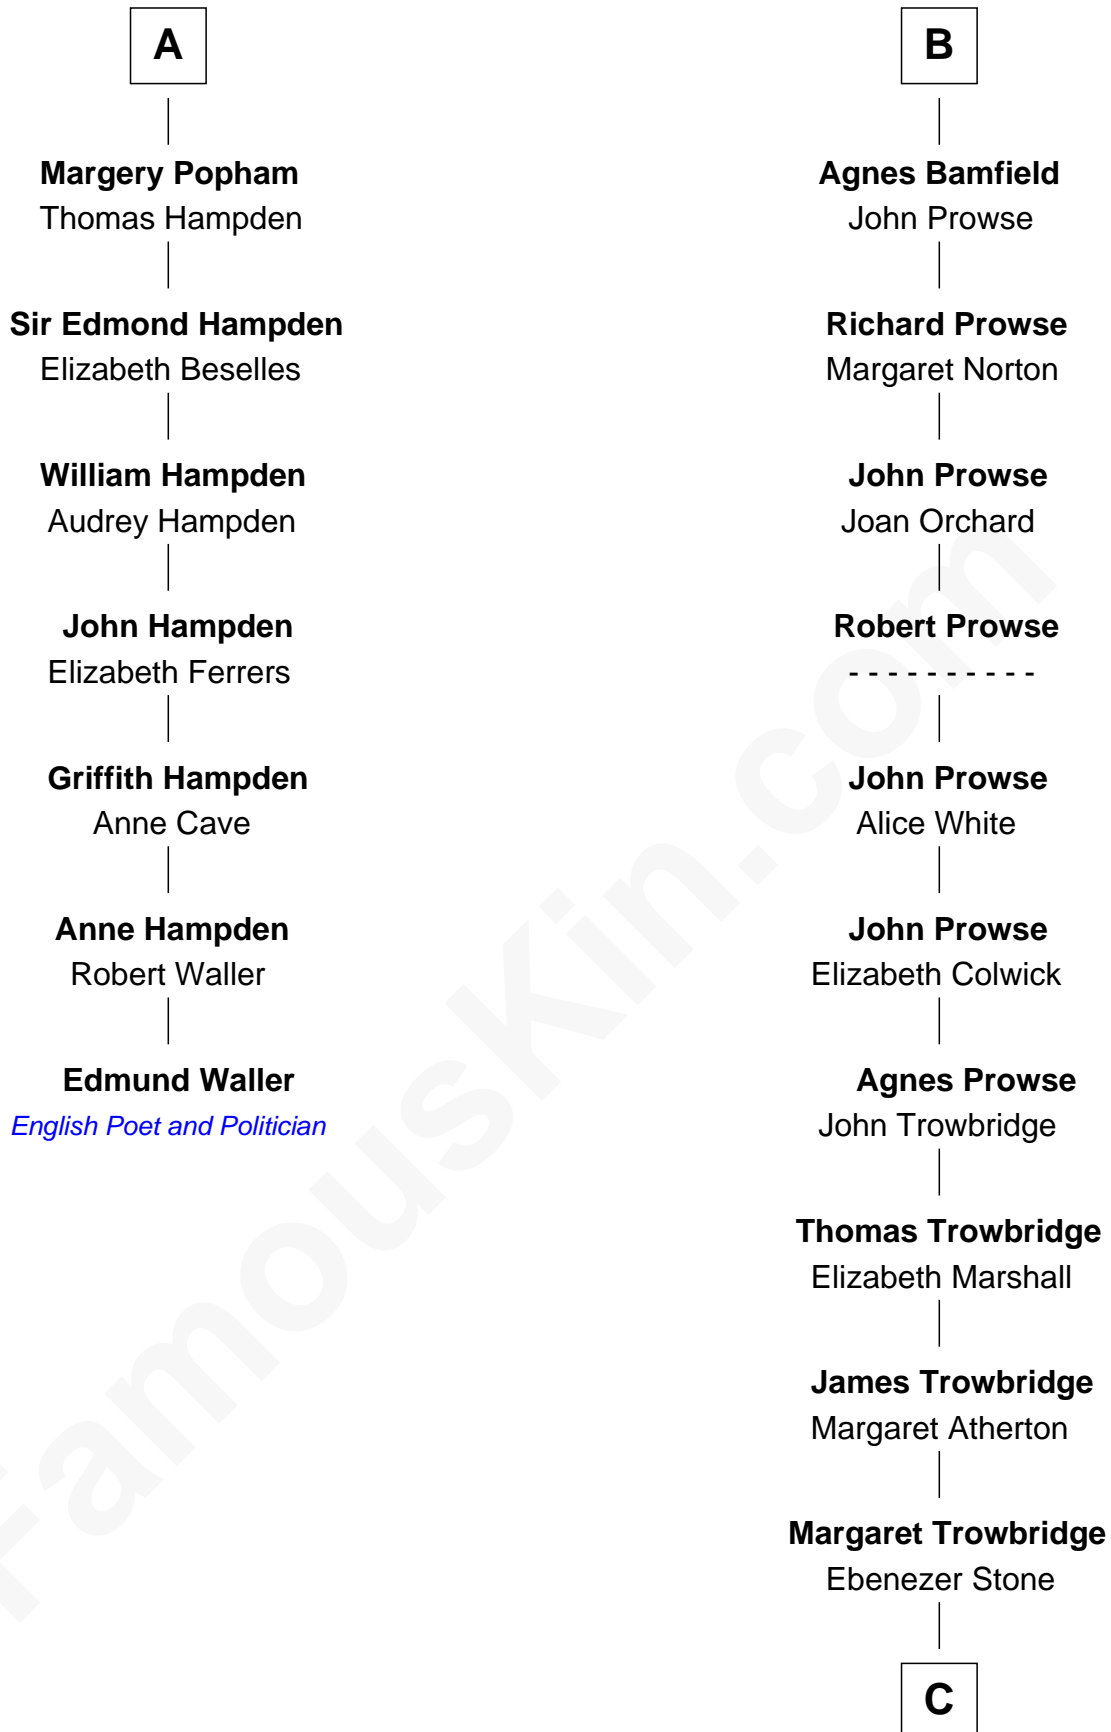 A
Margery Popham
Thomas Hampden
Sir Edmond Hampden
Elizabeth Beselles
William Hampden
Audrey Hampden
John Hampden
Elizabeth Ferrers
Griffith Hampden
Anne Cave
Anne Hampden
Robert Waller
Edmund Waller
English Poet and Politician
B
Agnes Bamfield
John Prowse
Richard Prowse
Margaret Norton
John Prowse
Joan Orchard
Robert Prowse
- - - - - - - - - -
John Prowse
Alice White
John Prowse
Elizabeth Colwick
Agnes Prowse
John Trowbridge
Thomas Trowbridge
Elizabeth Marshall
James Trowbridge
Margaret Atherton
Margaret Trowbridge
Ebenezer Stone
C
FamousKin.com